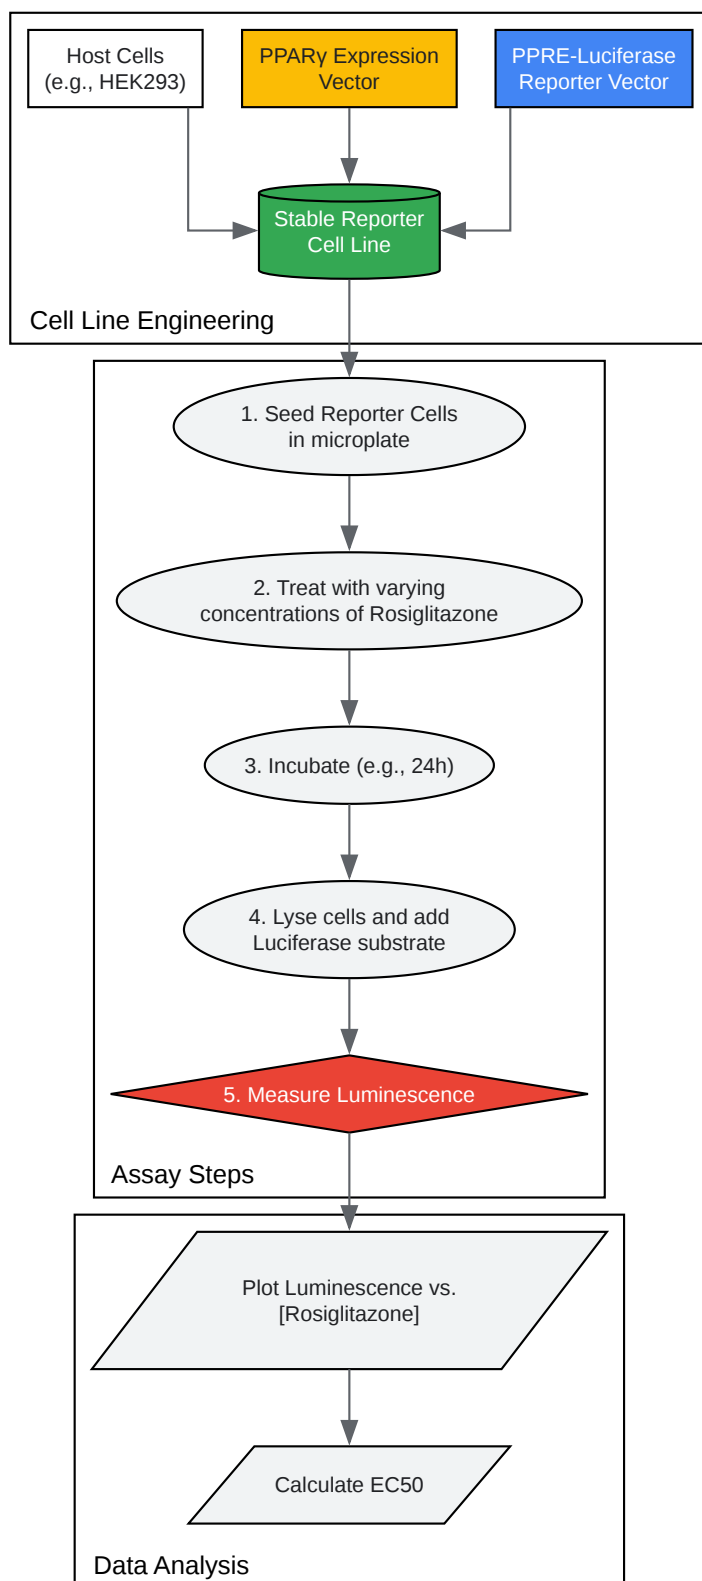 Host Cells
(e.g., HEK293)
PPARγ Expression
Vector
PPRE-Luciferase
Reporter Vector
Stable Reporter
Cell Line
Cell Line Engineering
1. Seed Reporter Cells
in microplate
2. Treat with varying
concentrations of Rosiglitazone
3. Incubate (e.g., 24h)
4. Lyse cells and add
Luciferase substrate
5. Measure Luminescence
Assay Steps
Plot Luminescence vs.
[Rosiglitazone]
Calculate EC50
Data Analysis